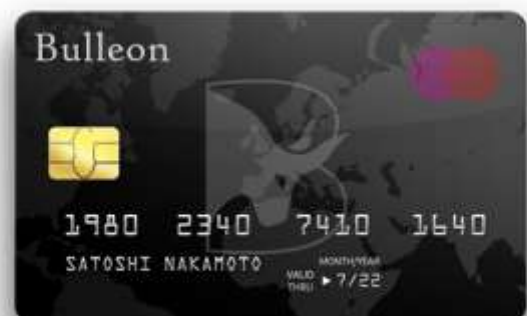 Bulleon
1980 2340 7410 1640
SATOSHI NAKAMOTO
MONTH/YEAR
VALID THRU ▶ 7/22